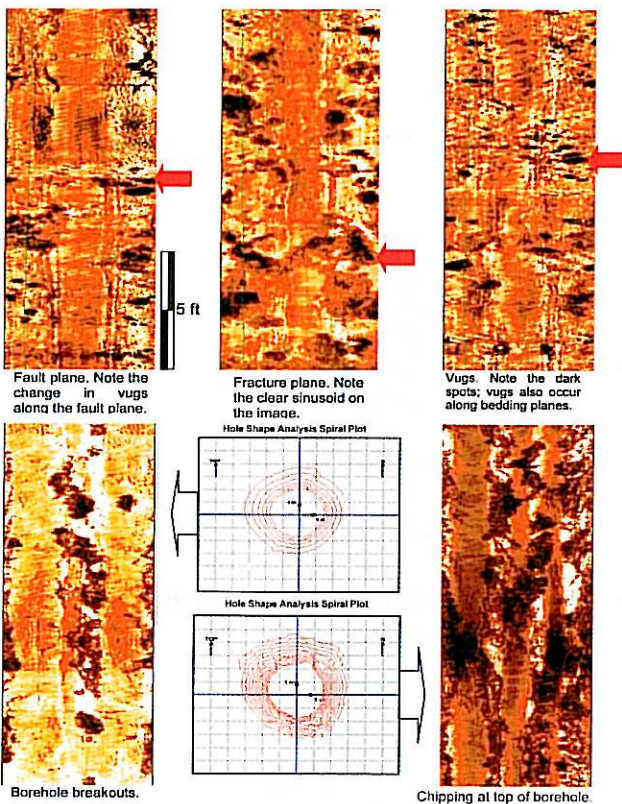 5 ft
Fault plane. Note the
change in vugs
along the fault plane.
Fracture plane. Note
the clear sinusoid on
the image.
Vugs. Note the dark
spots; vugs also occur
along bedding planes.
Hole Shape Analysis Spiral Plot
Hole Shape Analysis Spiral Plot
TOP
Borehole breakouts.
Chipping at top of borehole.